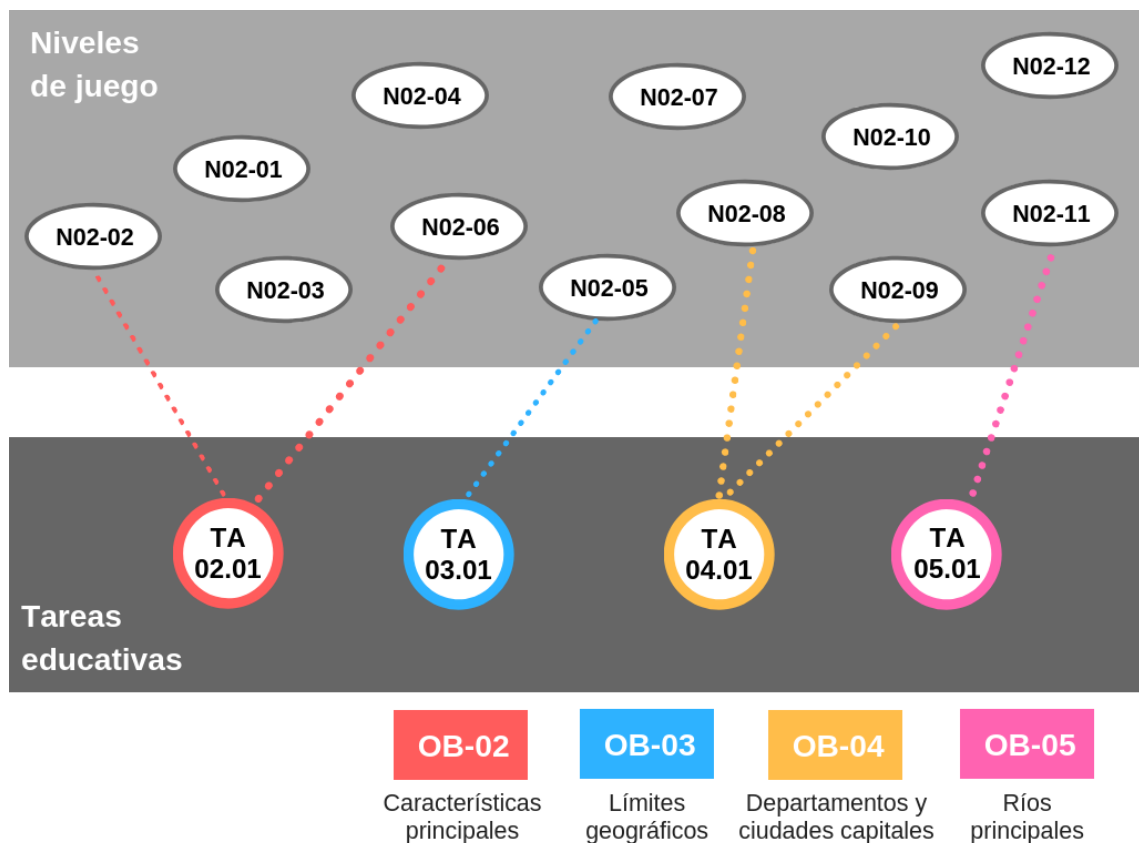 Niveles
de juego
N02-12
N02-04
N02-07
N02-10
N02-01
N02-02
N02-06
N02-08
N02-11
N02-03
N02-05
N02-09
TA
02.01
TA
03.01
TA
04.01
TA
05.01
Tareas
educativas
OB-02
Características
principales
OB-03
Límites
geográficos
OB-04
Departamentos y
ciudades capitales
OB-05
Ríos
principales